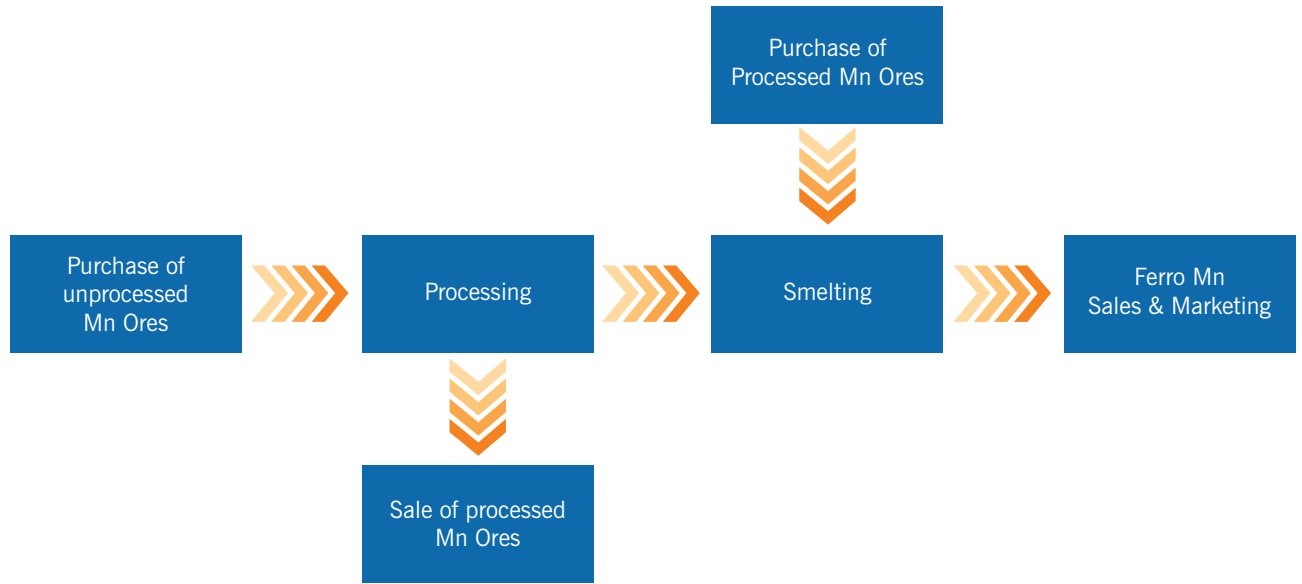 Purchase of
Processed Mn Ores
Purchase of
unprocessed
Mn Ores
Processing
Smelting
Ferro Mn
Sales & Marketing
Sale of processed
Mn Ores